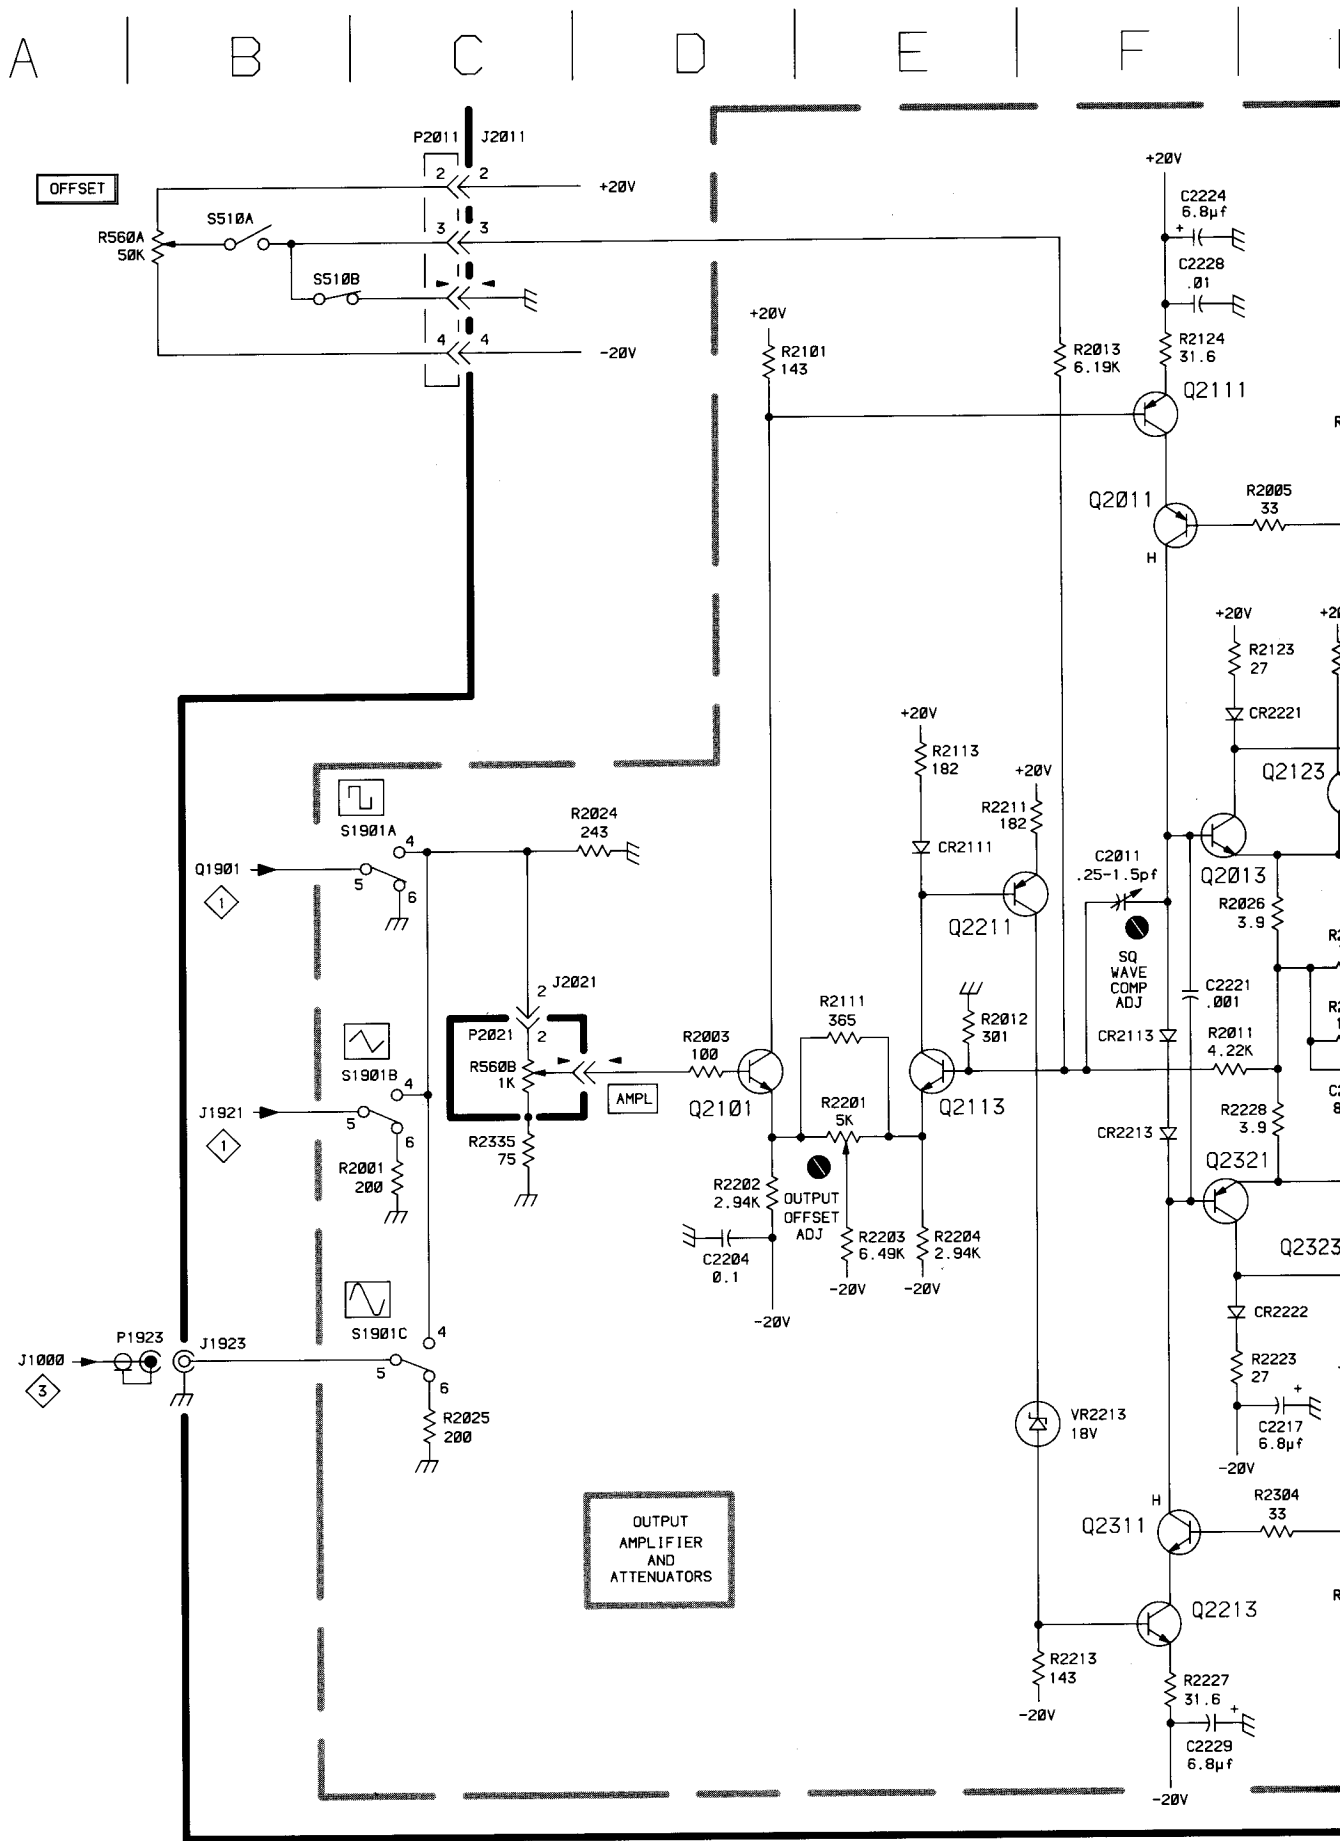 A B C D E F
P2011 J2011
OFFSET
2 2
+20V
S510A
R560A
50K
3 3
S510B
4 4
-20V
+20V
C2224
6.8µf
+
C2228
.01
R2124
31.6
Q2111
+20V
R2101
143
R2013
6.19K
Q2011
H
R2005
33
+20V
R2123
27
CR2221
Q2123
+20V
R2113
182
CR2111
+20V
R2211
182
Q2211
C2011
.25-1.5pf
SQ
WAVE
COMP
ADJ
Q2013
R2026
3.9
C2221
.001
S1901A
4
5
6
Q1901
1
R2024
243
J2021
2
P2021
2
R560B
1K
AMPL
R2335
75
S1901B
4
5
6
J1921
1
R2001
200
R2003
100
Q2101
R2111
365
R2201
5K
OUTPUT
OFFSET
ADJ
R2012
301
Q2113
CR2113
R2011
4.22K
CR2213
R2228
3.9
Q2321
R2202
2.94K
C2204
0.1
-20V
R2203
6.49K
-20V
R2204
2.94K
-20V
Q2323
CR2222
R2223
27
+
C2217
6.8µf
-20V
S1901C
4
5
6
P1923
J1923
J1000
3
R2025
200
VR2213
18V
OUTPUT
AMPLIFIER
AND
ATTENUATORS
H
Q2311
R2304
33
Q2213
R2213
143
-20V
R2227
31.6
+
C2229
6.8µf
-20V